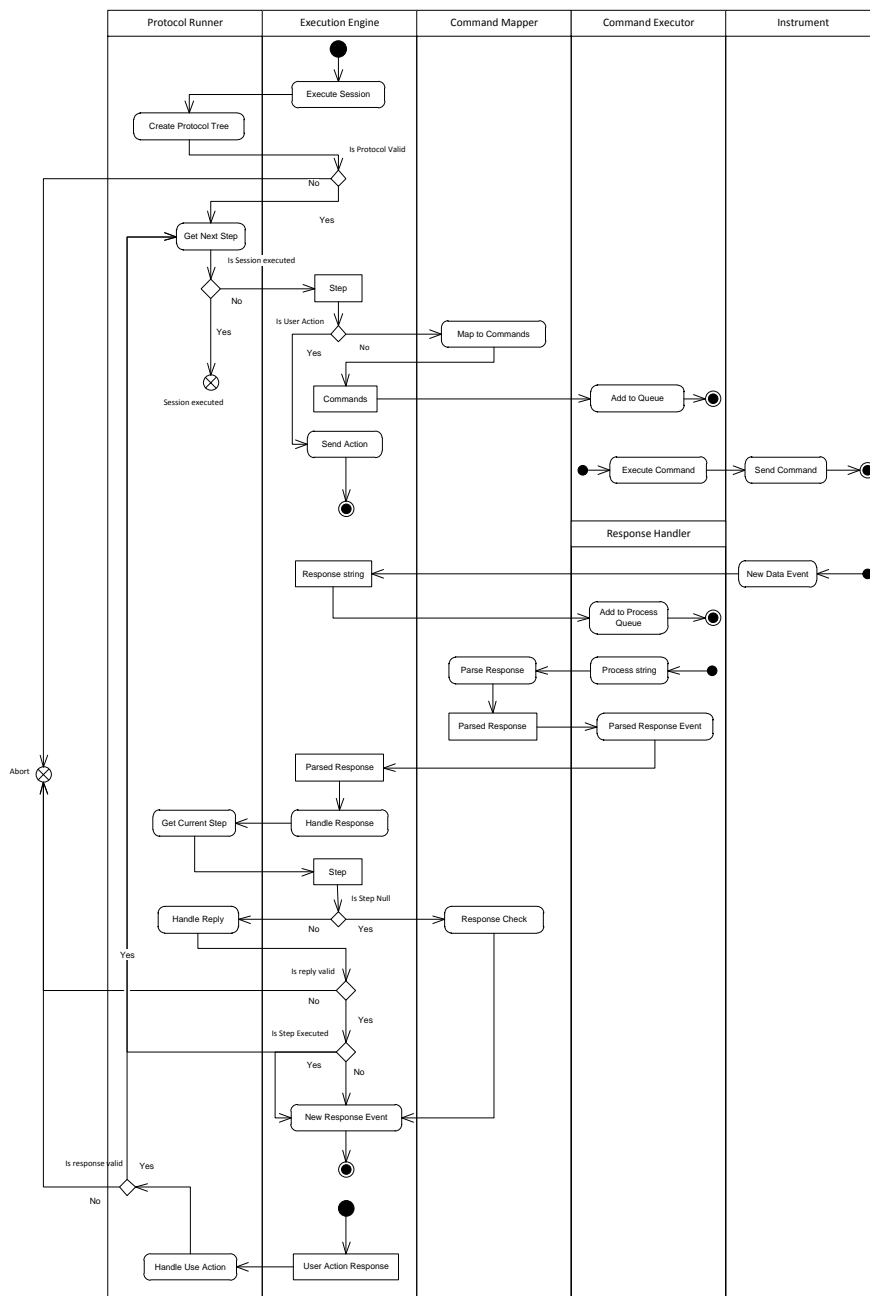 Protocol Runner
Execution Engine
Command Mapper
Command Executor
Instrument
Execute Session
Create Protocol Tree
Is Protocol Valid
No
Yes
Get Next Step
Is Session executed
No
Step
Yes
Is User Action
Yes
No
Map to Commands
Session executed
Commands
Add to Queue
Send Action
Execute Command
Send Command
Response Handler
Response string
New Data Event
Add to Process
Queue
Parse Response
Process string
Parsed Response
Parsed Response Event
Abort
Parsed Response
Get Current Step
Handle Response
Step
Is Step Null
Handle Reply
No
Yes
Response Check
Yes
Is reply valid
No
Yes
Is Step Executed
Yes
No
New Response Event
Is response valid
Yes
No
Handle Use Action
User Action Response